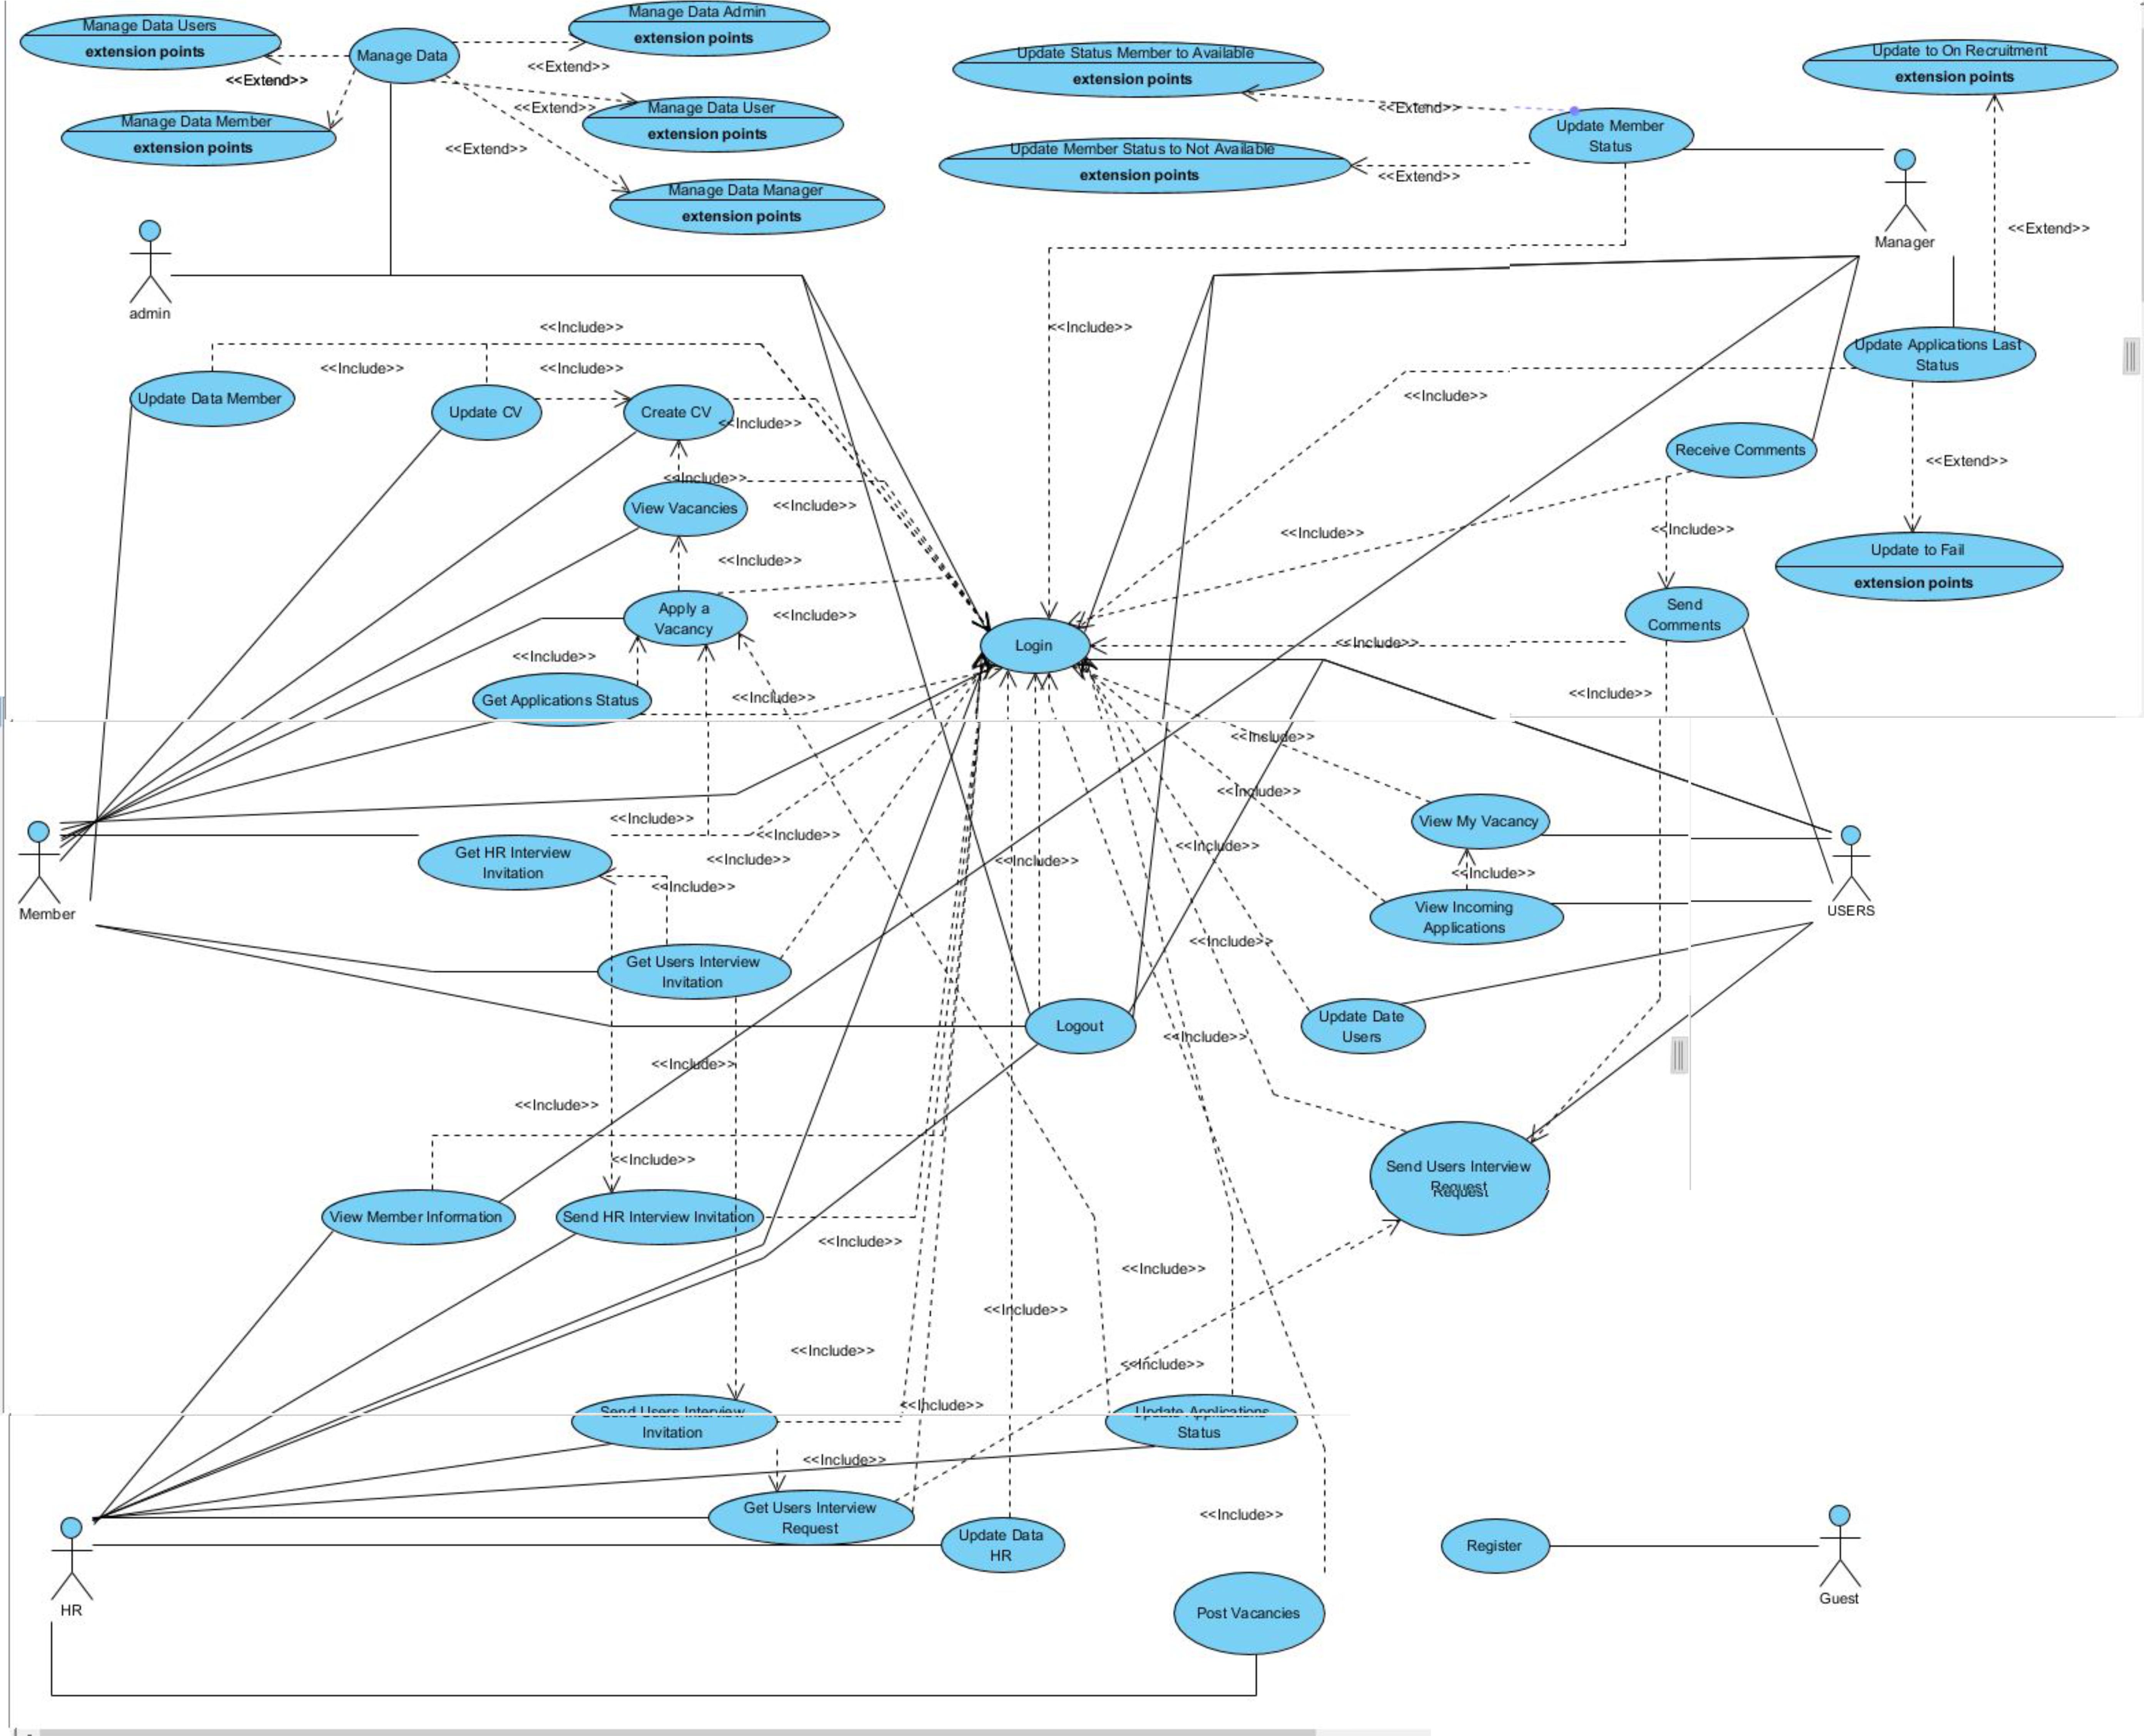 Manage Data Users
extension points
Manage Data
Manage Data Admin
extension points
<<Extend>>
<<Extend>>
Manage Data Member
extension points
<<Extend>>
Manage Data User
extension points
<<Extend>>
Manage Data Manager
extension points
Update Status Member to Available
extension points
<<Extend>>
Update Member
Status
Update Member Status to Not Available
extension points
<<Extend>>
Update to On Recruitment
extension points
Manager
<<Extend>>
admin
<<Include>>
<<Include>>
<<Include>>
<<Include>>
Update Data Member
Update CV
Create CV
<<Include>>
<<Include>>
Update Applications Last
Status
<<Include>>
View Vacancies
<<Include>>
Receive Comments
<<Extend>>
<<Include>>
<<Include>>
<<Include>>
Update to Fail
extension points
Apply a
Vacancy
<<Include>>
Send
Comments
Login
<<Include>>
<<Include>>
Get Applications Status
<<Include>>
<<Include>>
<<Include>>
<<Include>>
<<Include>>
<<Include>>
View My Vacancy
Get HR Interview
Invitation
<<Include>>
<<Include>>
<<Include>>
<<Include>>
<<Include>>
Member
View Incoming
Applications
USERS
<<Include>>
Get Users Interview
Invitation
Logout
Update Date
Users
<<Include>>
<<Include>>
<<Include>>
<<Include>>
Send Users Interview
Request
Request
View Member Information
Send HR Interview Invitation
<<Include>>
<<Include>>
<<Include>>
<<Include>>
<<Include>>
<<Include>>
Send Users Interview
Invitation
Update Applications
Status
<<Include>>
Get Users Interview
Request
<<Include>>
Update Data
HR
Register
HR
Guest
Post Vacancies